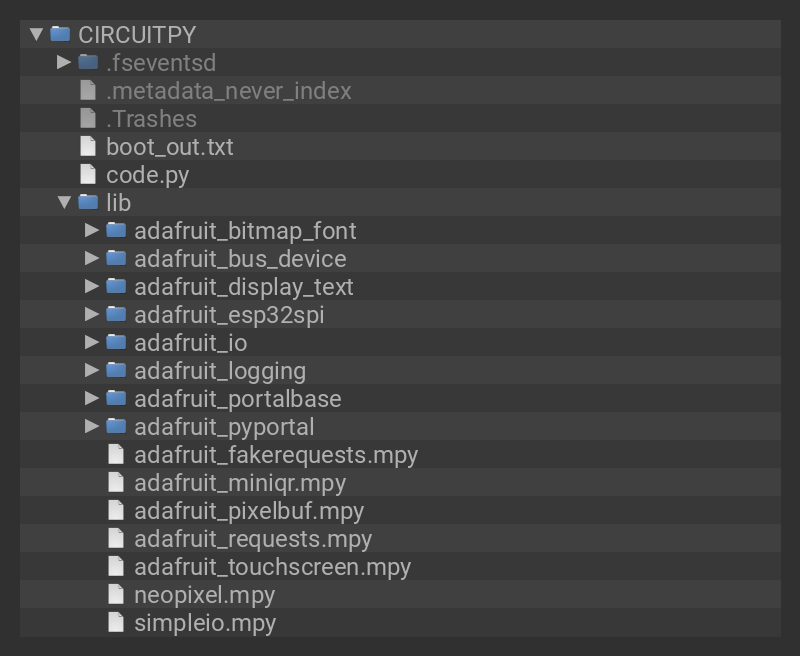 CIRCUITPY
.fseventsd
.metadata_never_index
.Trashes
boot_out.txt
code.py
lib
adafruit_bitmap_font
adafruit_bus_device
adafruit_display_text
adafruit_esp32spi
adafruit_io
adafruit_logging
adafruit_portalbase
adafruit_pyportal
adafruit_fakerequests.mpy
adafruit_miniqr.mpy
adafruit_pixelbuf.mpy
adafruit_requests.mpy
adafruit_touchscreen.mpy
neopixel.mpy
simpleio.mpy